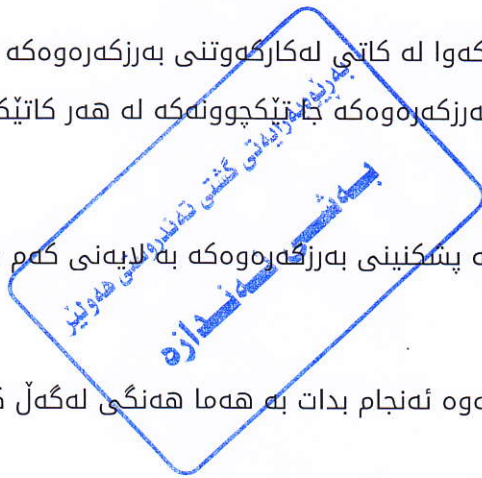 کەوا لە کاتی لەکارکەوتنی بەرزکەرەوەکە
ەرزکەرەوەکە جا تێکچوونەکە لە هەر کاتێک
ە پشکنینی بەرزکەرەوەکە بە لایەنی کەم
ەوە ئەنجام بدات بە هەما هەنگی لەگەڵ ک
بەڕێوەبەرایەتی گشتی تەندروستی هەولێر
بەشی ئەندازە